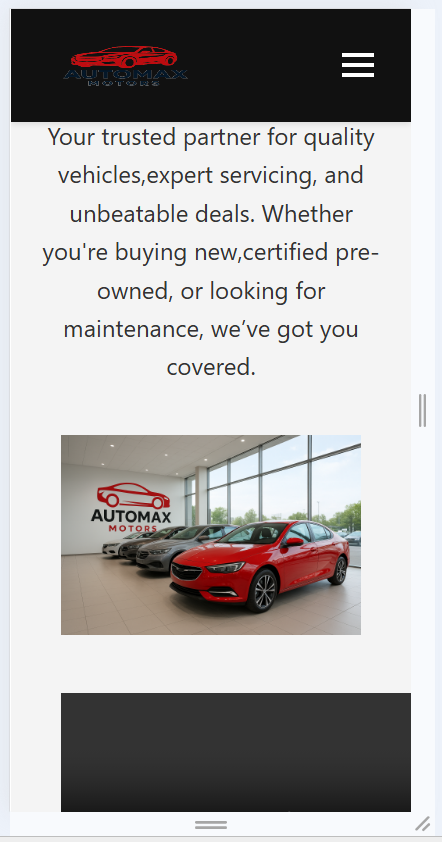 AUTOMAX
MOTORS
Your trusted partner for quality
vehicles,expert servicing, and
unbeatable deals. Whether
you're buying new,certified pre-
owned, or looking for
maintenance, we’ve got you
covered.
AUTOMAX
MOTORS